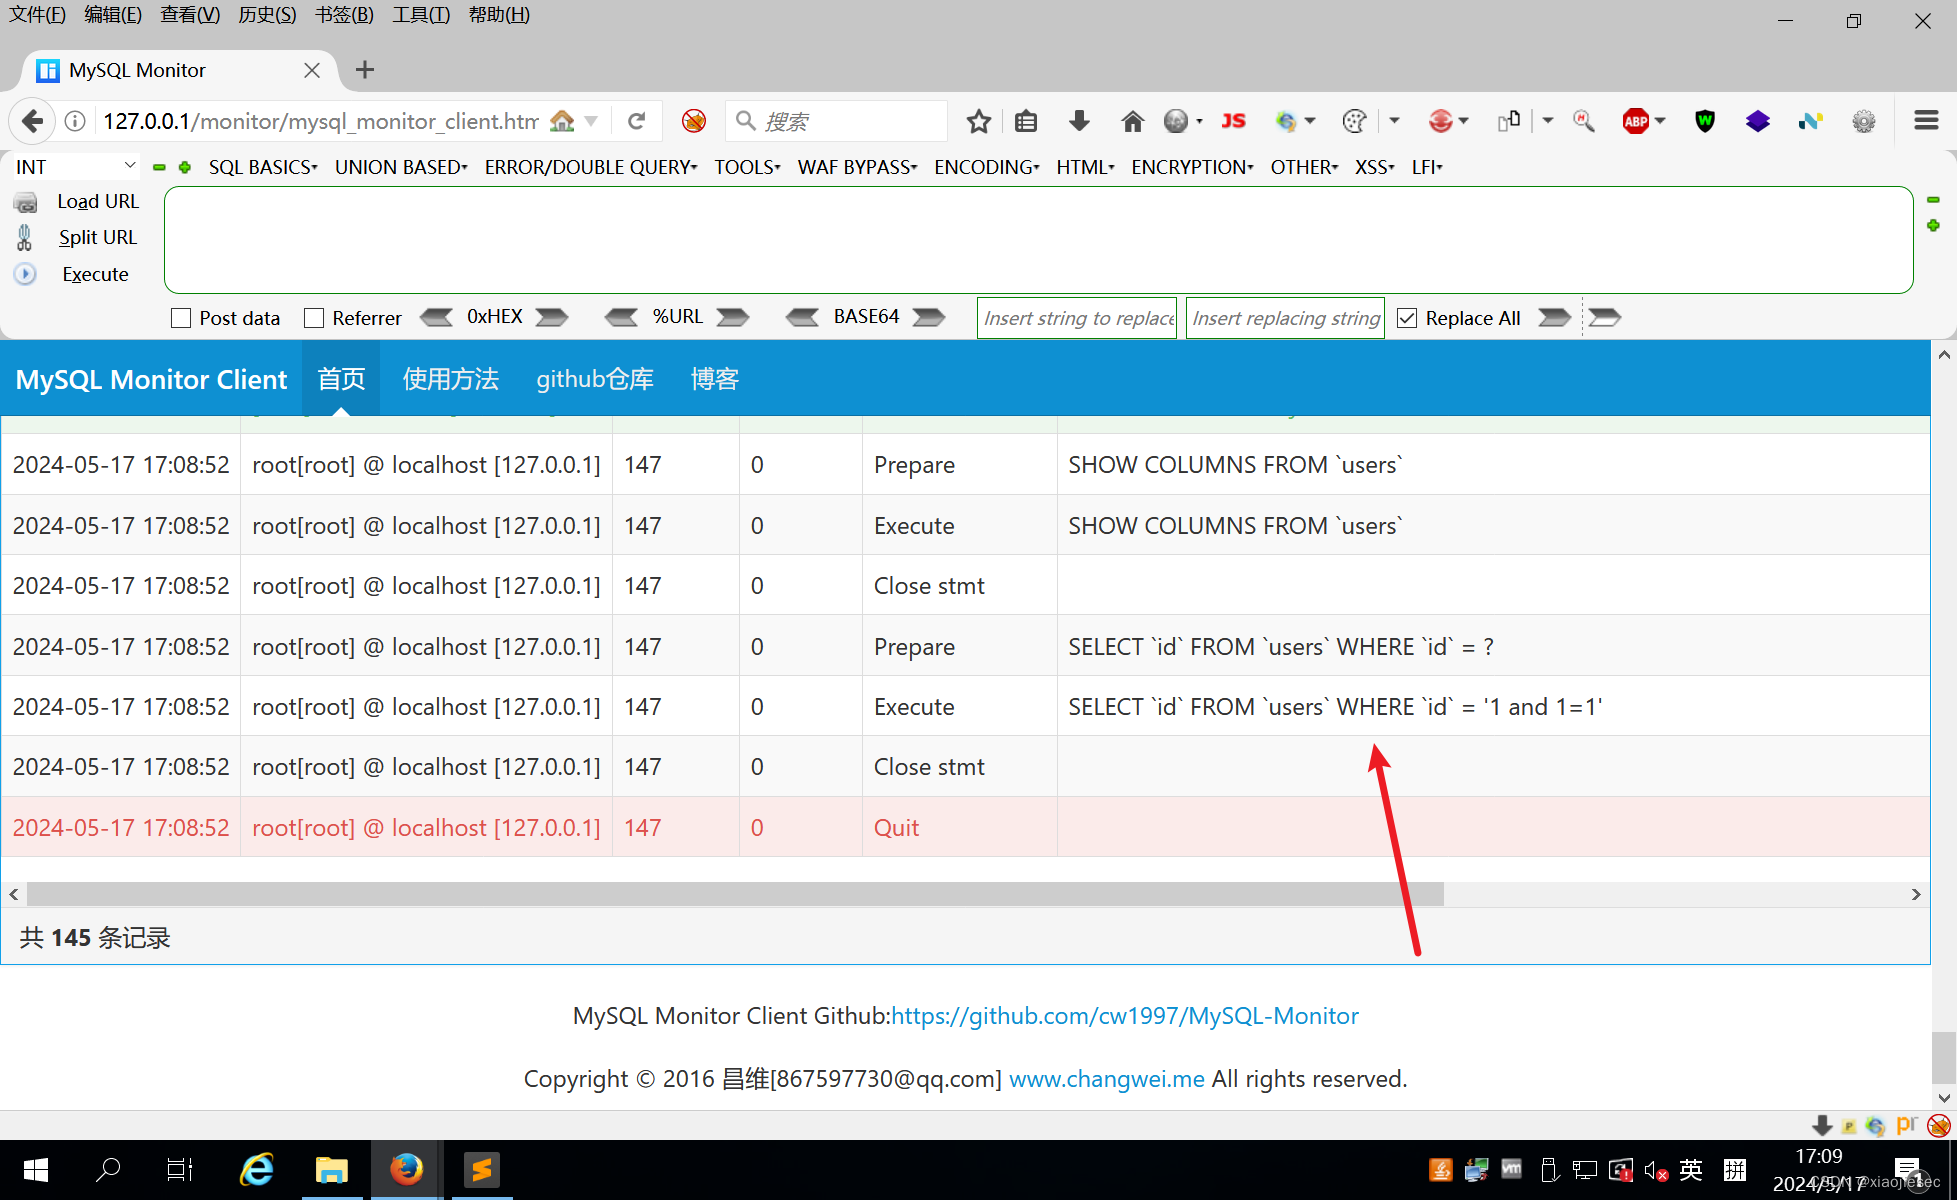 文件(F) 编辑(E) 查看(V) 历史(S) 书签(B) 工具(T) 帮助(H)
MySQL Monitor
127.0.0.1/monitor/mysql_monitor_client.htm
搜索
JS
ABP
INT SQL BASICS UNION BASED ERROR/DOUBLE QUERY TOOLS WAF BYPASS ENCODING HTML ENCRYPTION OTHER XSS LFI
Load URL
Split URL
Execute
Post data Referrer 0xHEX %URL BASE64 Insert string to replace Insert replacing string Replace All
MySQL Monitor Client 首页 使用方法 github仓库 博客
2024-05-17 17:08:52 root[root] @ localhost [127.0.0.1] 147 0 Prepare SHOW COLUMNS FROM `users`
2024-05-17 17:08:52 root[root] @ localhost [127.0.0.1] 147 0 Execute SHOW COLUMNS FROM `users`
2024-05-17 17:08:52 root[root] @ localhost [127.0.0.1] 147 0 Close stmt
2024-05-17 17:08:52 root[root] @ localhost [127.0.0.1] 147 0 Prepare SELECT `id` FROM `users` WHERE `id` = ?
2024-05-17 17:08:52 root[root] @ localhost [127.0.0.1] 147 0 Execute SELECT `id` FROM `users` WHERE `id` = '1 and 1=1'
2024-05-17 17:08:52 root[root] @ localhost [127.0.0.1] 147 0 Close stmt
2024-05-17 17:08:52 root[root] @ localhost [127.0.0.1] 147 0 Quit
共 145 条记录
MySQL Monitor Client Github:https://github.com/cw1997/MySQL-Monitor
Copyright © 2016 昌维[867597730@qq.com] www.changwei.me All rights reserved.
pr
vm 英 拼 17:09
2024/5/17
CSDN @xiaojiesec